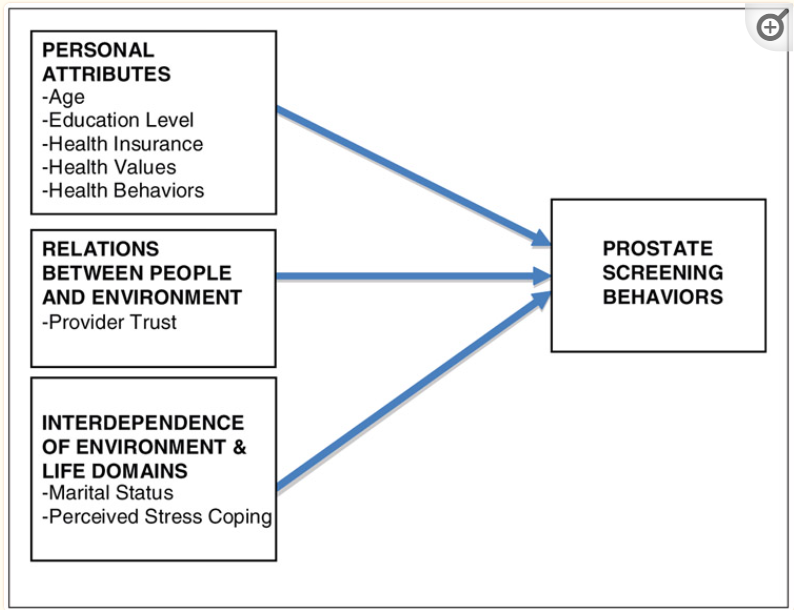 PERSONAL
ATTRIBUTES
-Age
-Education Level
-Health Insurance
-Health Values
-Health Behaviors
RELATIONS
BETWEEN PEOPLE
AND ENVIRONMENT
-Provider Trust
INTERDEPENDENCE
OF ENVIRONMENT &
LIFE DOMAINS
-Marital Status
-Perceived Stress Coping
PROSTATE
SCREENING
BEHAVIORS